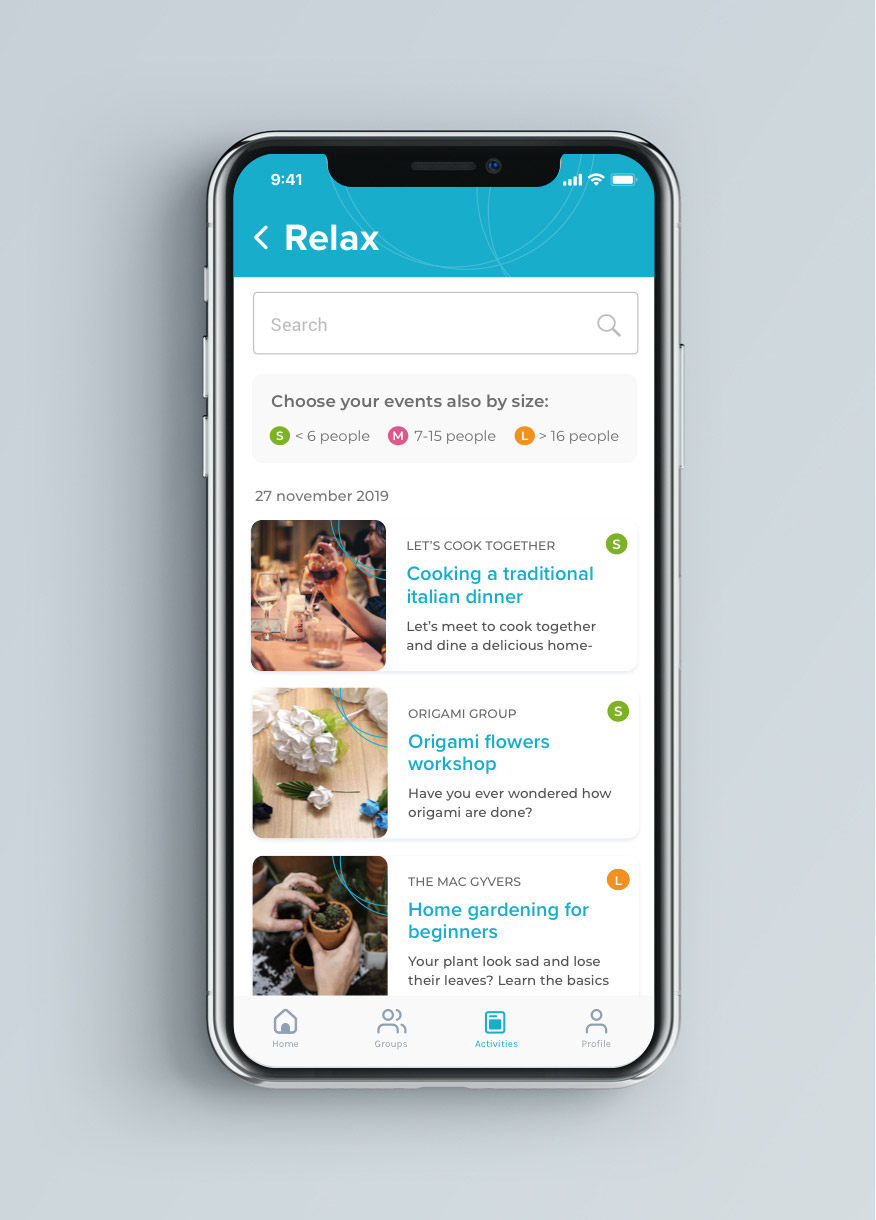 9:41
Relax
Search
Choose your events also by size:
S < 6 people M 7-15 people L > 16 people
27 november 2019
LET'S COOK TOGETHER S
Cooking a traditional
italian dinner
Let's meet to cook together
and dine a delicious home-
ORIGAMI GROUP S
Origami flowers
workshop
Have you ever wondered how
origami are done?
THE MAC GYVERS L
Home gardening for
beginners
Your plant look sad and lose
their leaves? Learn the basics
Home Groups Activities Profile